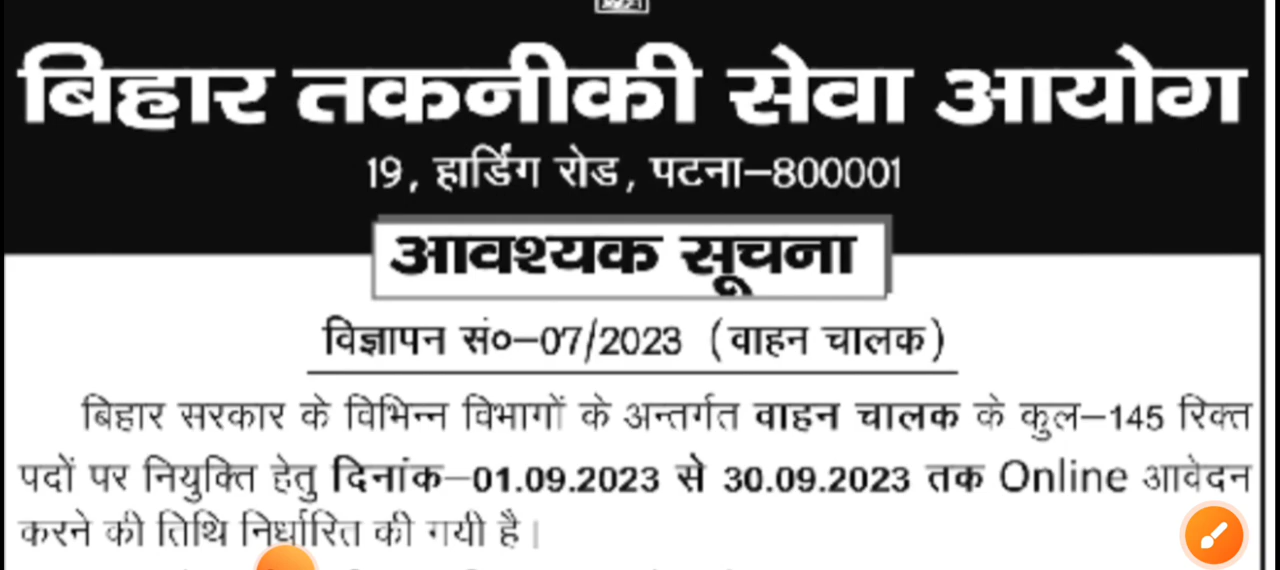 बिहार तकनीकी सेवा आयोग
19, हार्डिंग रोड, पटना–800001
आवश्यक सूचना
विज्ञापन सं०–07/2023 (वाहन चालक)
बिहार सरकार के विभिन्न विभागों के अन्तर्गत वाहन चालक के कुल–145 रिक्त
पदों पर नियुक्ति हेतु दिनांक–01.09.2023 से 30.09.2023 तक Online आवेदन
करने की तिथि निर्धारित की गयी है।